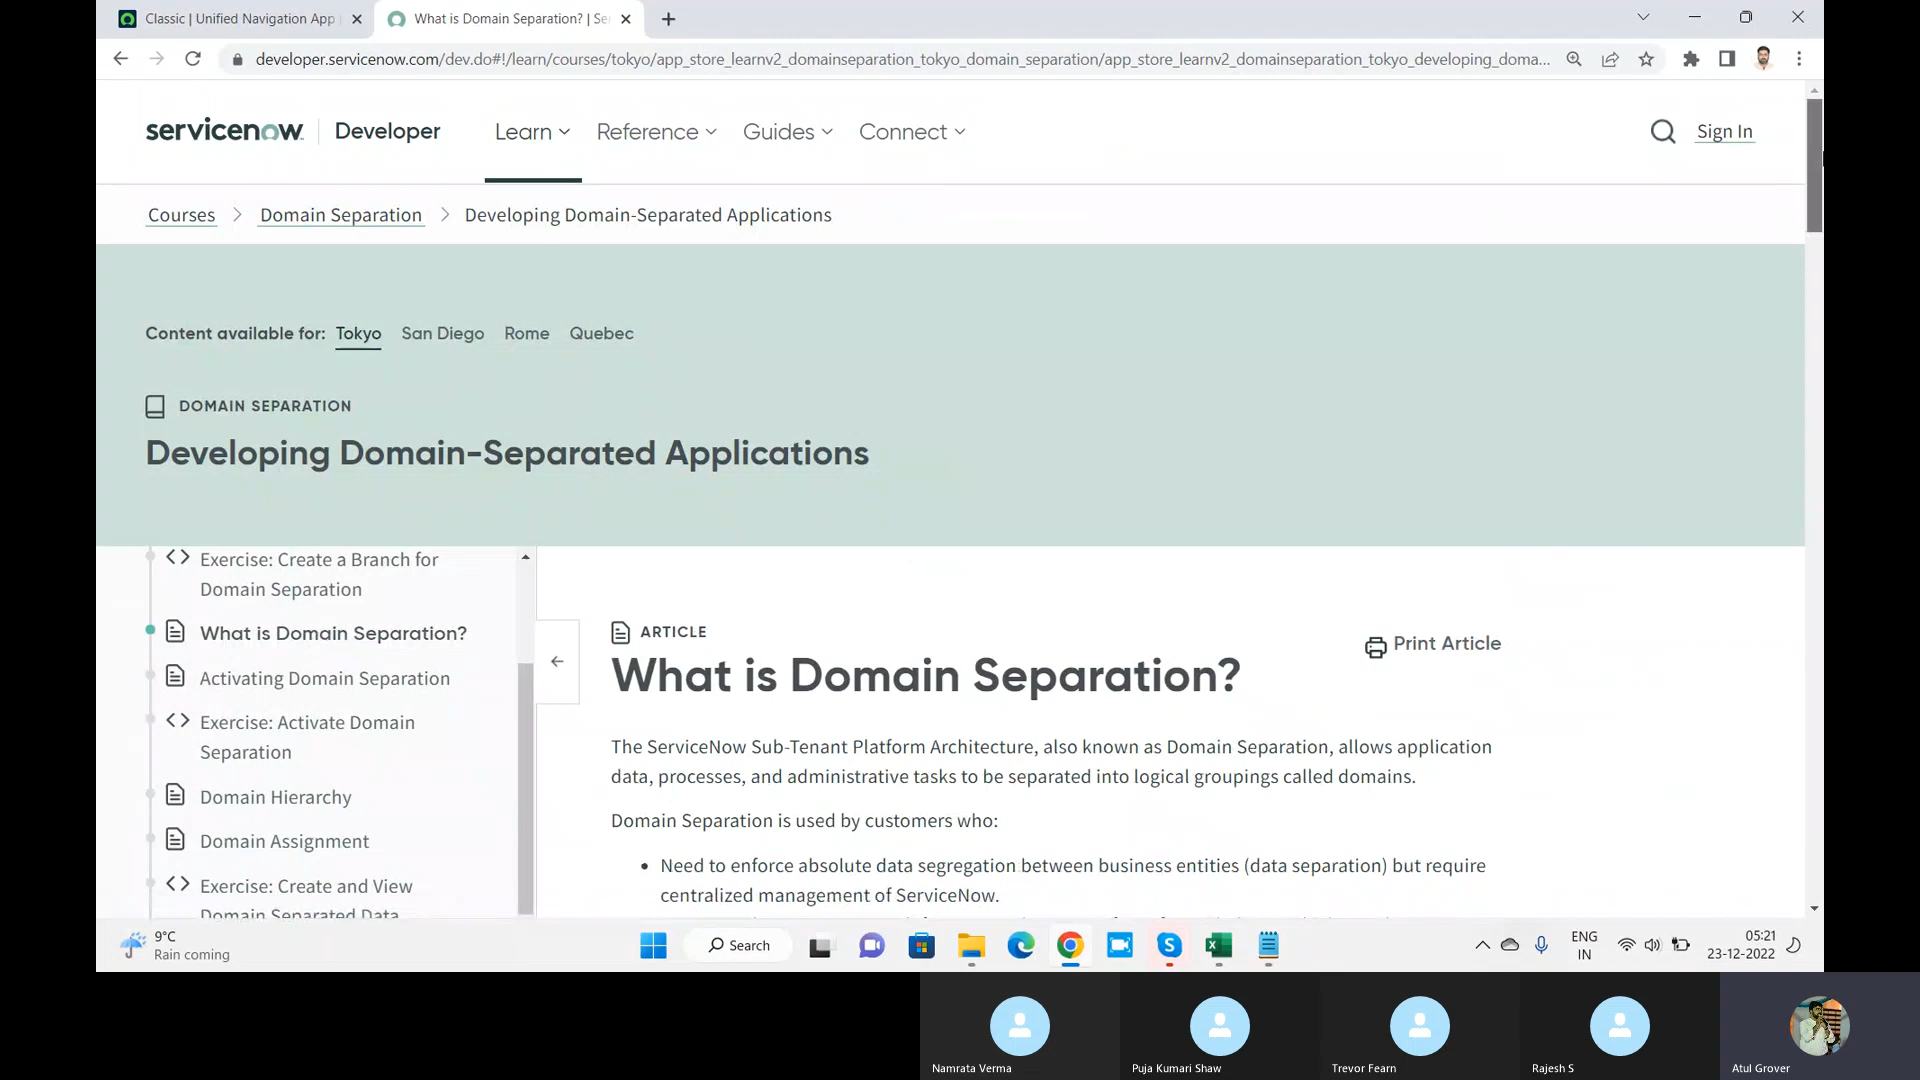 Classic | Unified Navigation App
What is Domain Separation? | Se
developer.servicenow.com/dev.do#!/learn/courses/tokyo/app_store_learnv2_domainseparation_tokyo_domain_separation/app_store_learnv2_domainseparation_tokyo_developing_doma...
servicenow Developer
Learn
Reference
Guides
Connect
Sign In
Courses > Domain Separation > Developing Domain-Separated Applications
Content available for: Tokyo San Diego Rome Quebec
DOMAIN SEPARATION
Developing Domain-Separated Applications
Exercise: Create a Branch for
Domain Separation
What is Domain Separation?
Activating Domain Separation
Exercise: Activate Domain
Separation
Domain Hierarchy
Domain Assignment
Exercise: Create and View
Domain Separated Data
ARTICLE
What is Domain Separation?
Print Article
The ServiceNow Sub-Tenant Platform Architecture, also known as Domain Separation, allows application
data, processes, and administrative tasks to be separated into logical groupings called domains.
Domain Separation is used by customers who:
• Need to enforce absolute data segregation between business entities (data separation) but require
centralized management of ServiceNow.
9°C
Rain coming
Search
ENG
IN
05:21
23-12-2022
Namrata Verma
Puja Kumari Shaw
Trevor Fearn
Rajesh S
Atul Grover